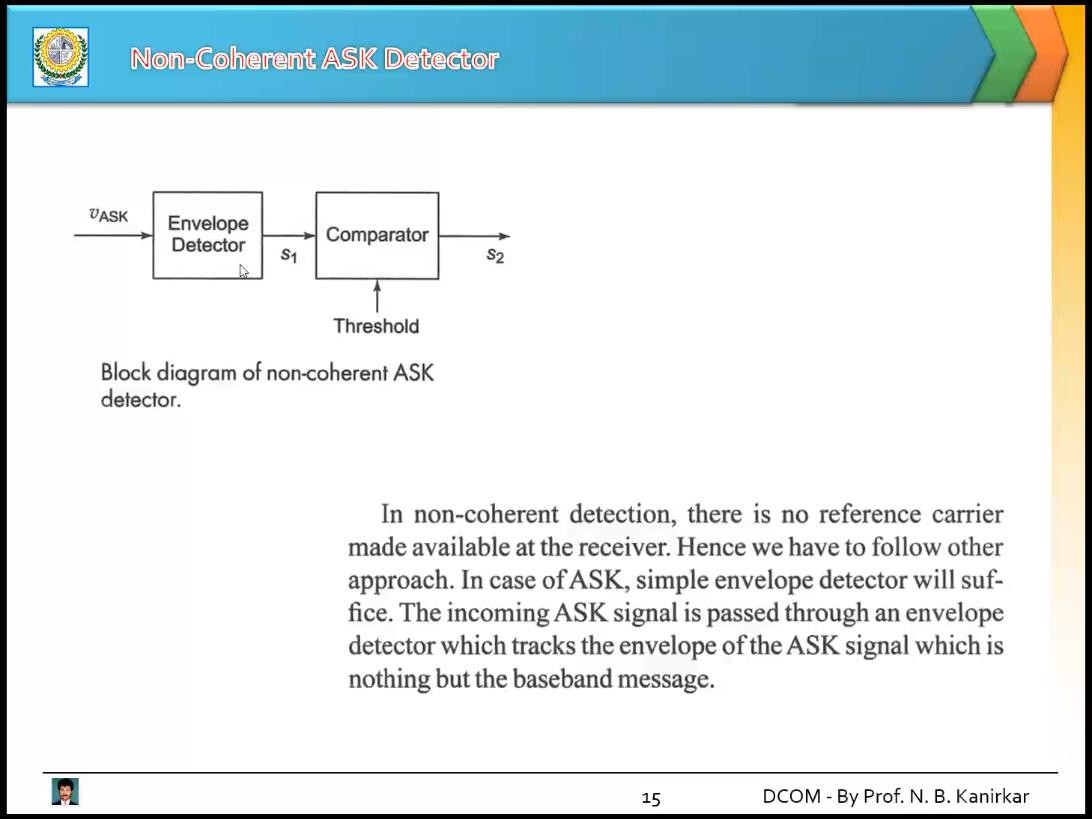 Non-Coherent ASK Detector
vASK
Envelope
Detector
s1
Comparator
s2
Threshold
Block diagram of non-coherent ASK
detector.
In non-coherent detection, there is no reference carrier
made available at the receiver. Hence we have to follow other
approach. In case of ASK, simple envelope detector will suf-
fice. The incoming ASK signal is passed through an envelope
detector which tracks the envelope of the ASK signal which is
nothing but the baseband message.
15
DCOM - By Prof. N. B. Kanirkar